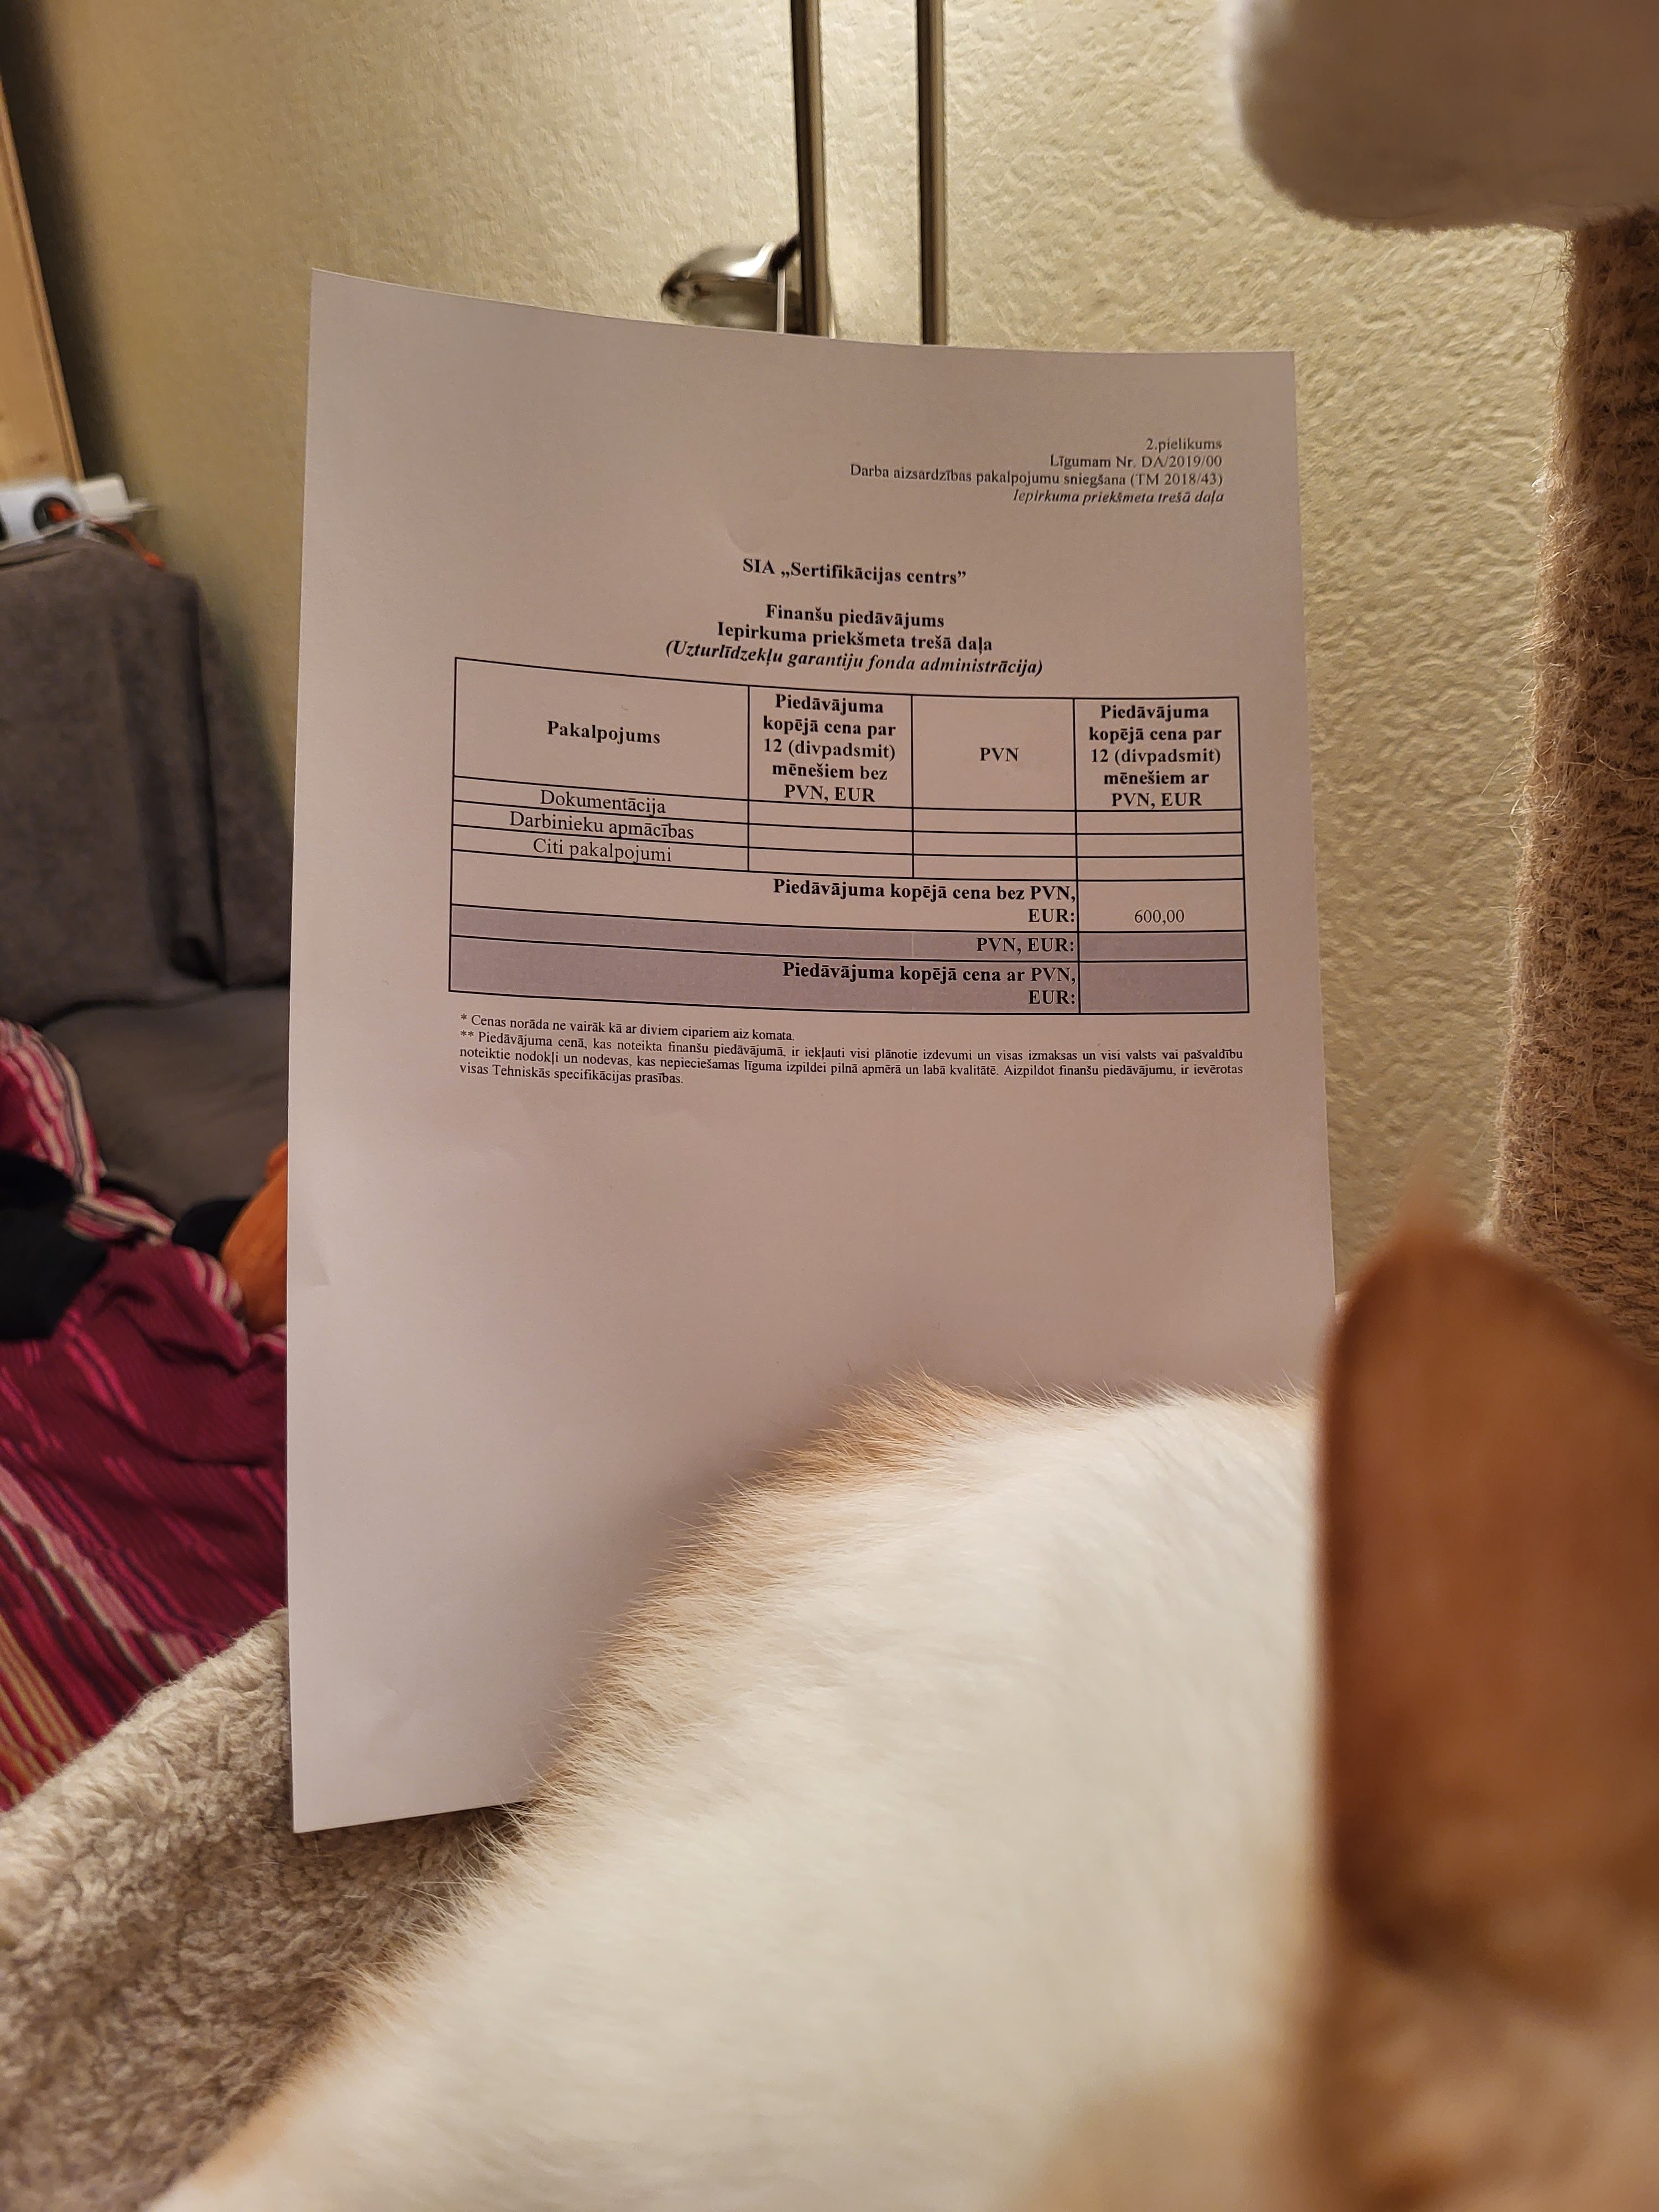 2.pielikums
Līgumam Nr. DA/2019/00
Darba aizsardzības pakalpojumu sniegšana (TM 2018/43)
Iepirkuma priekšmeta trešā daļa
SIA „Sertifikācijas centrs”
Finanšu piedāvājums
Iepirkuma priekšmeta trešā daļa
(Uzturlīdzekļu garantiju fonda administrācija)
Pakalpojums
Piedāvājuma
kopējā cena par
12 (divpadsmit)
mēnešiem bez
PVN, EUR
PVN
Piedāvājuma
kopējā cena par
12 (divpadsmit)
mēnešiem ar
PVN, EUR
Dokumentācija
Darbinieku apmācības
Citi pakalpojumi
Piedāvājuma kopējā cena bez PVN,
EUR: 600,00
PVN, EUR:
Piedāvājuma kopējā cena ar PVN,
EUR:
* Cenas norāda ne vairāk kā ar diviem cipariem aiz komata.
** Piedāvājuma cenā, kas noteikta finanšu piedāvājumā, ir iekļauti visi plānotie izdevumi un visas izmaksas un visi valsts vai pašvaldību
noteiktie nodokļi un nodevas, kas nepieciešamas līguma izpildei pilnā apmērā un labā kvalitātē. Aizpildot finanšu piedāvājumu, ir ievērotas
visas Tehniskās specifikācijas prasības.